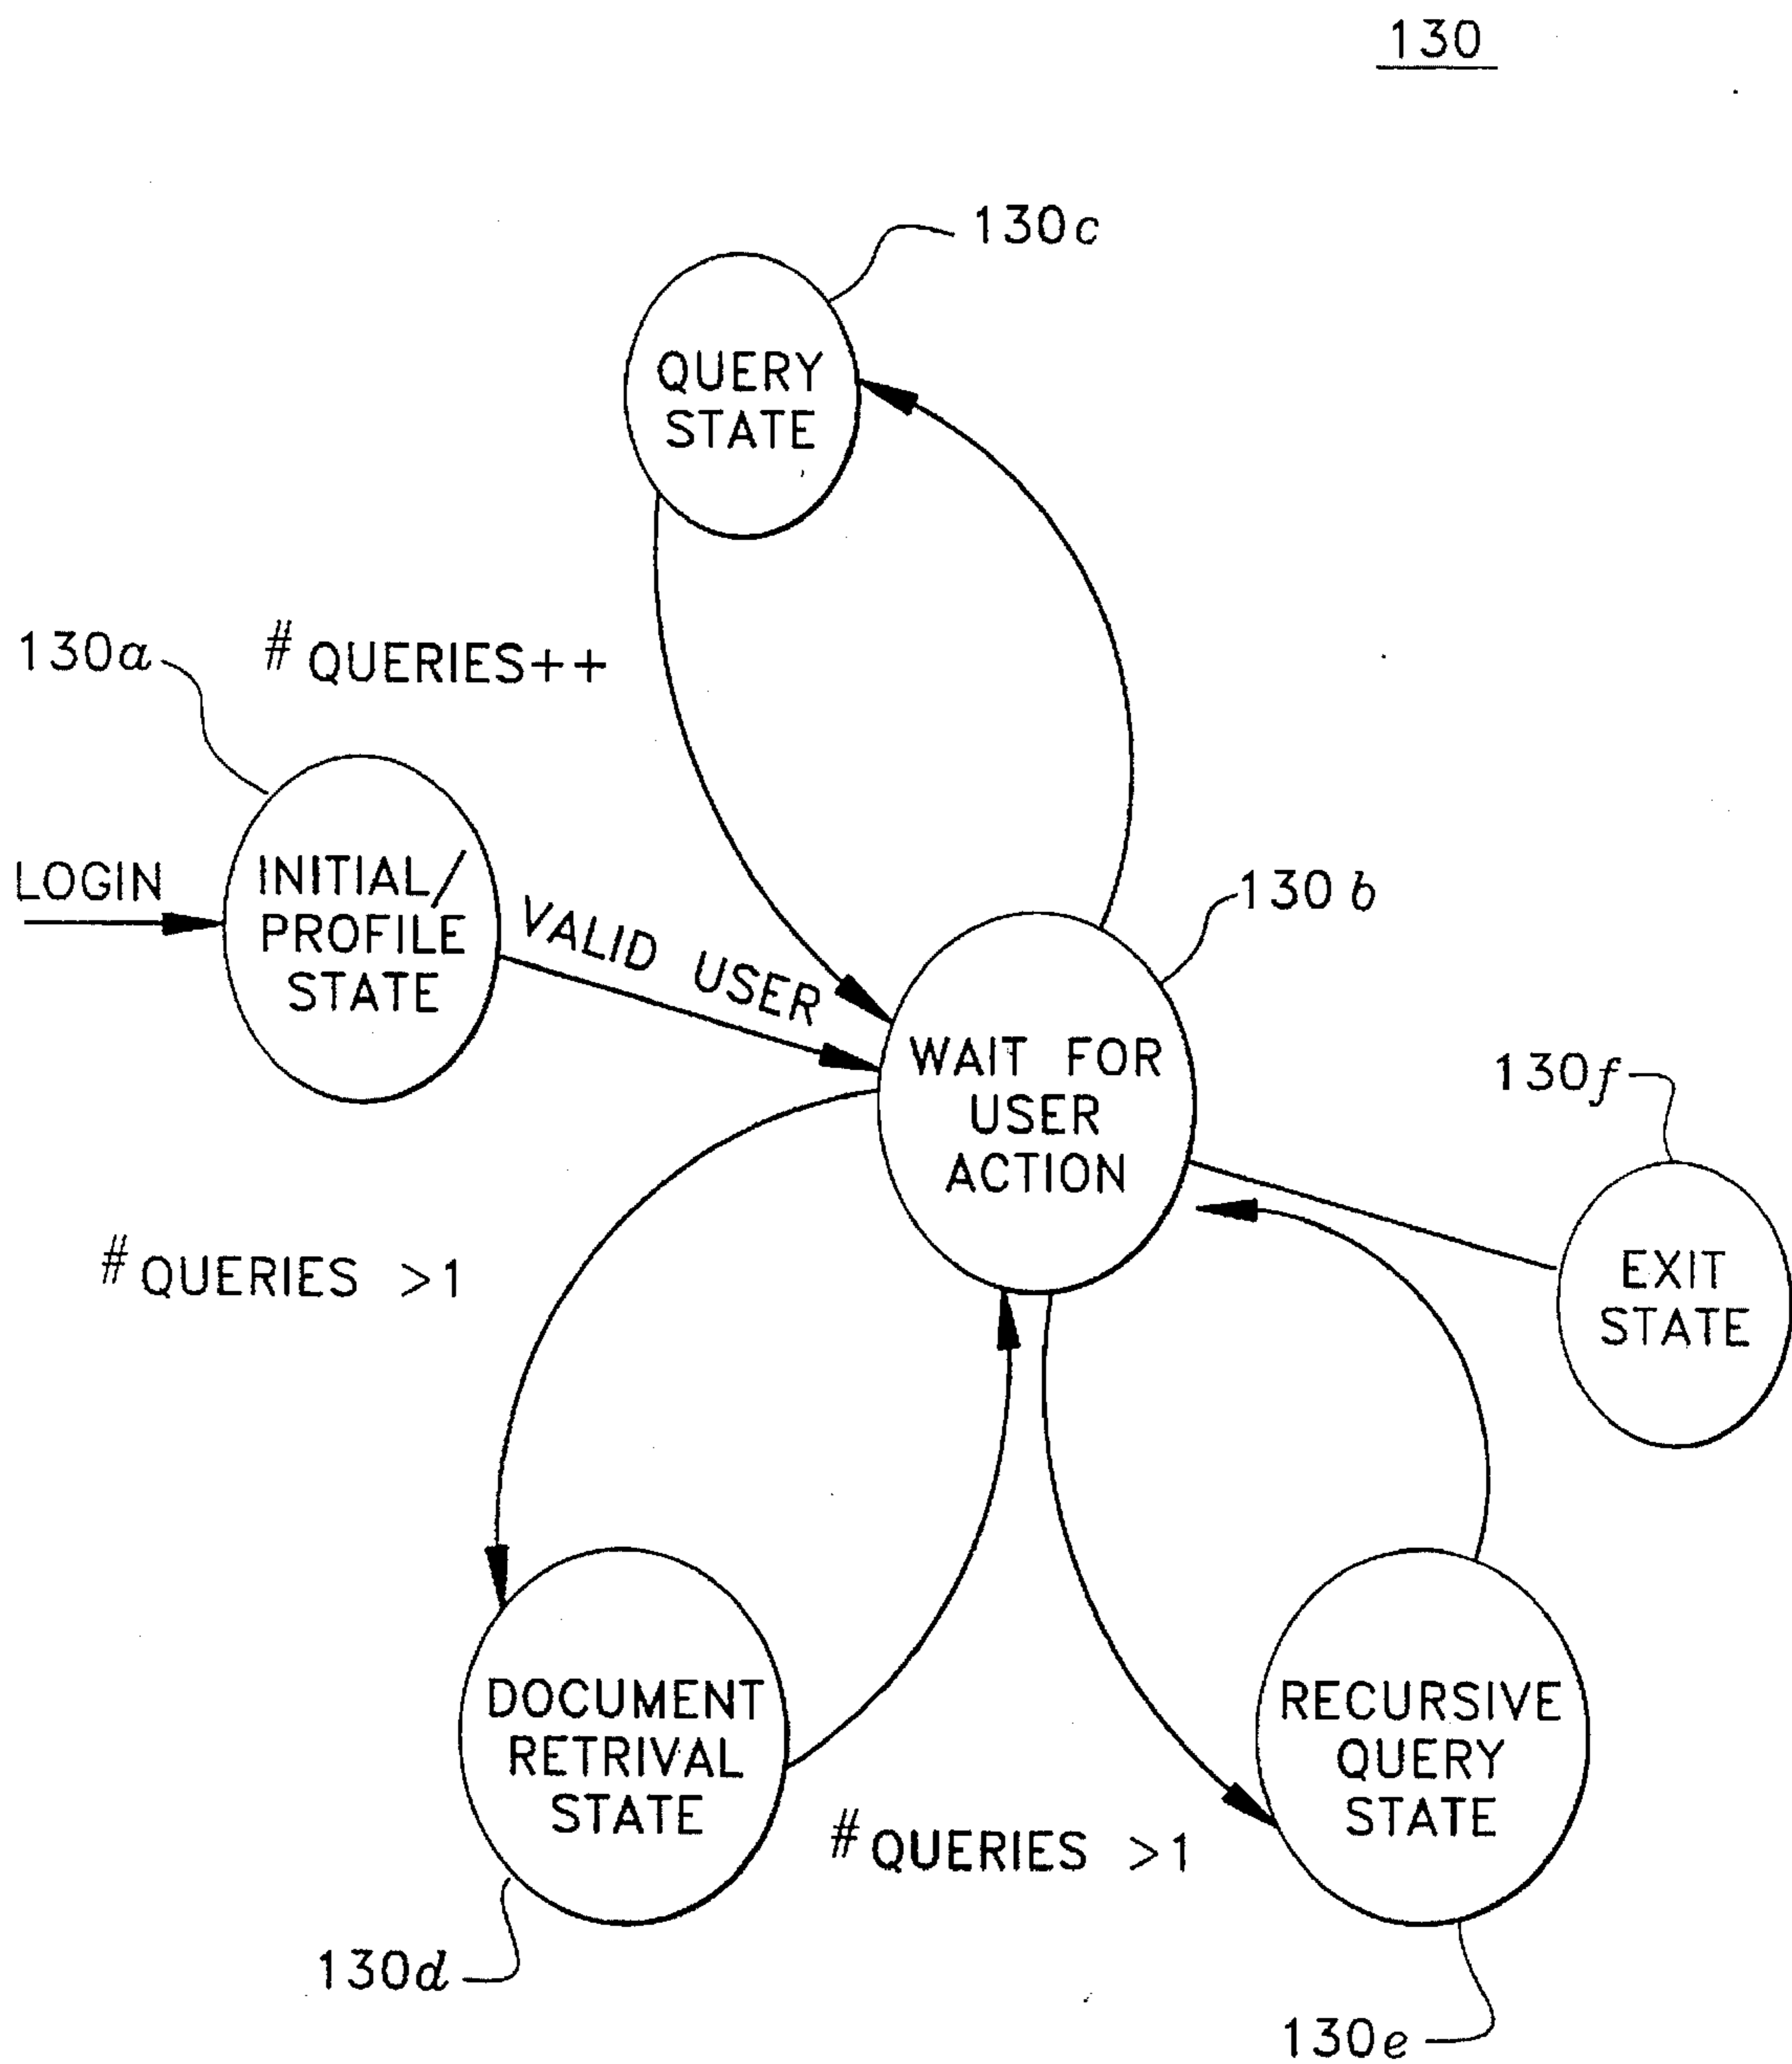 130
130c
QUERY
STATE
130a
# QUERIES++
LOGIN
INITIAL/
PROFILE
STATE
VALID USER
130b
WAIT FOR
USER
ACTION
130f
EXIT
STATE
# QUERIES >1
DOCUMENT
RETRIVAL
STATE
RECURSIVE
QUERY
STATE
# QUERIES >1
130d
130e